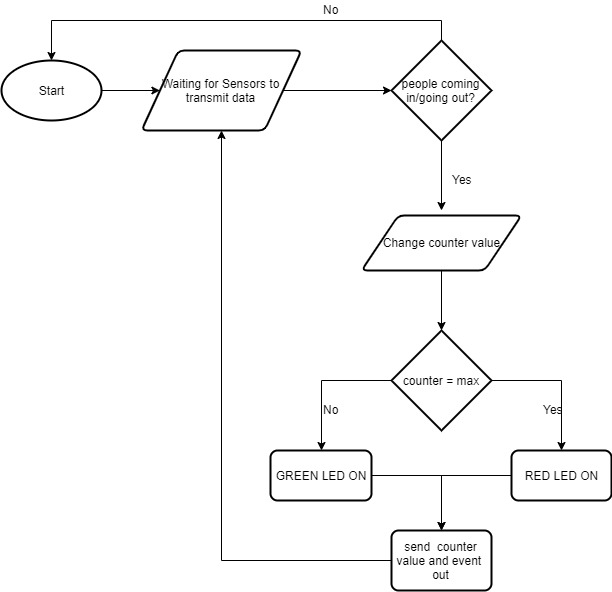 No
Start
Waiting for Sensors to
transmit data
people coming
in/going out?
Yes
Change counter value
counter = max
No
Yes
GREEN LED ON
RED LED ON
send counter
value and event
out